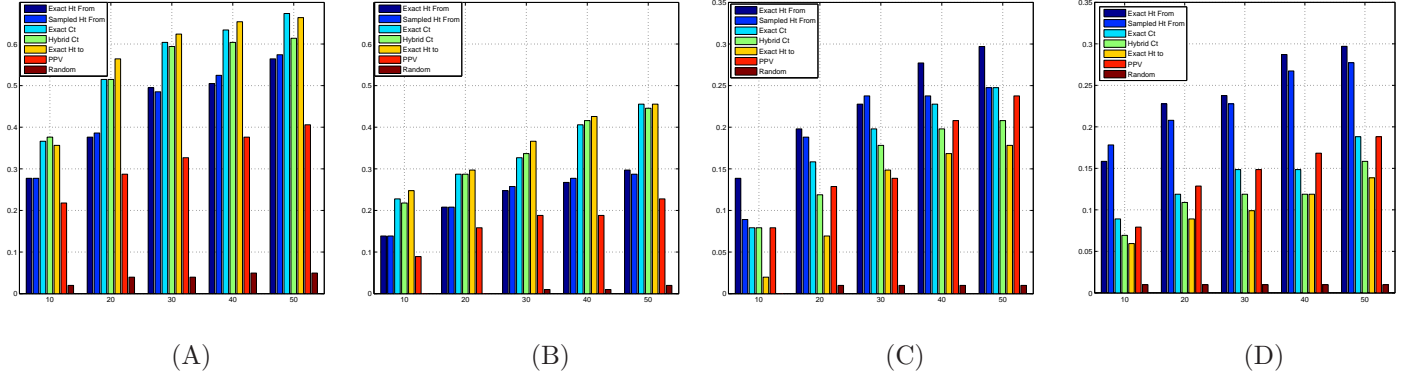 Exact Ht From
Sampled Ht From
Exact Ct
Hybrid Ct
Exact Ht to
PPV
Random
0.6
0.5
0.4
0.3
0.2
0.1
0
10 20 30 40 50
(A)
Exact Ht From
Sampled Ht From
Exact Ct
Hybrid Ct
Exact Ht to
PPV
Random
0.6
0.5
0.4
0.3
0.2
0.1
0
10 20 30 40 50
(B)
0.35
Exact Ht From
Sampled Ht From
Exact Ct
Hybrid Ct
Exact Ht to
PPV
Random
0.3
0.25
0.2
0.15
0.1
0.05
0
10 20 30 40 50
(C)
0.35
Exact Ht From
Sampled Ht From
Exact Ct
Hybrid Ct
Exact Ht to
PPV
Random
0.3
0.25
0.2
0.15
0.1
0.05
0
10 20 30 40 50
(D)